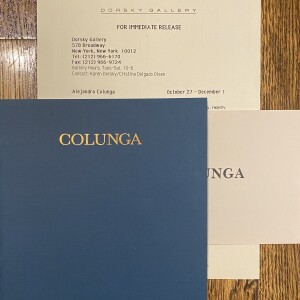 DORSKY GALLERY
FOR IMMEDIATE RELEASE
Dorsky Gallery
578 Broadway
New York, New York 10012
Tel: (212) 966-6170
Fax: (212) 966-9724
Gallery Hours: Tues-Sat, 10-6
Contact: Karen Dorsky/Cristina Delgado Olsen
Alejandro Colunga October 27 - December 1
COLUNGA
UNGA